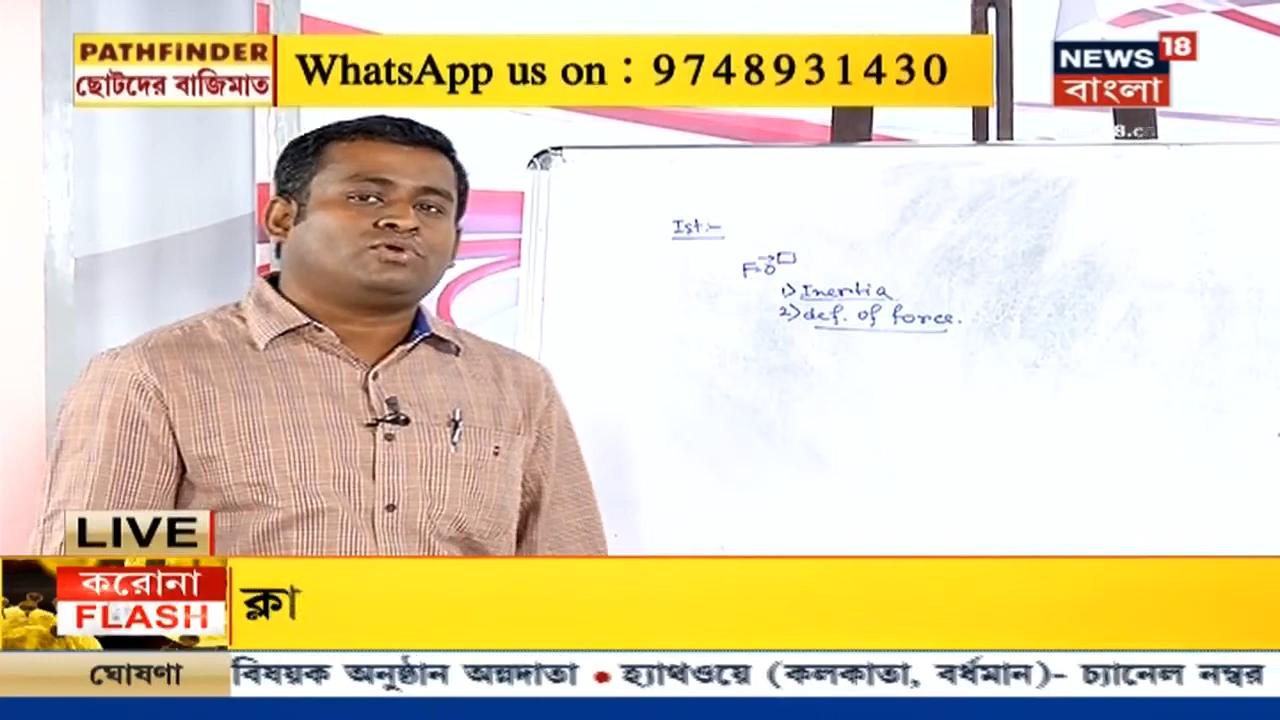 PATHFINDER
ছোটদের বাজিমাত
WhatsApp us on : 9748931430
NEWS 18
বাংলা
Ist:-
F=0
1) Inertia
2) def. of force.
LIVE
করোনা
FLASH
ক্লা
ঘোষণা
বিষয়ক অনুষ্ঠান অন্নদাতা • হ্যাথওয়ে (কলকাতা, বর্ধমান)- চ্যানেল নম্বর